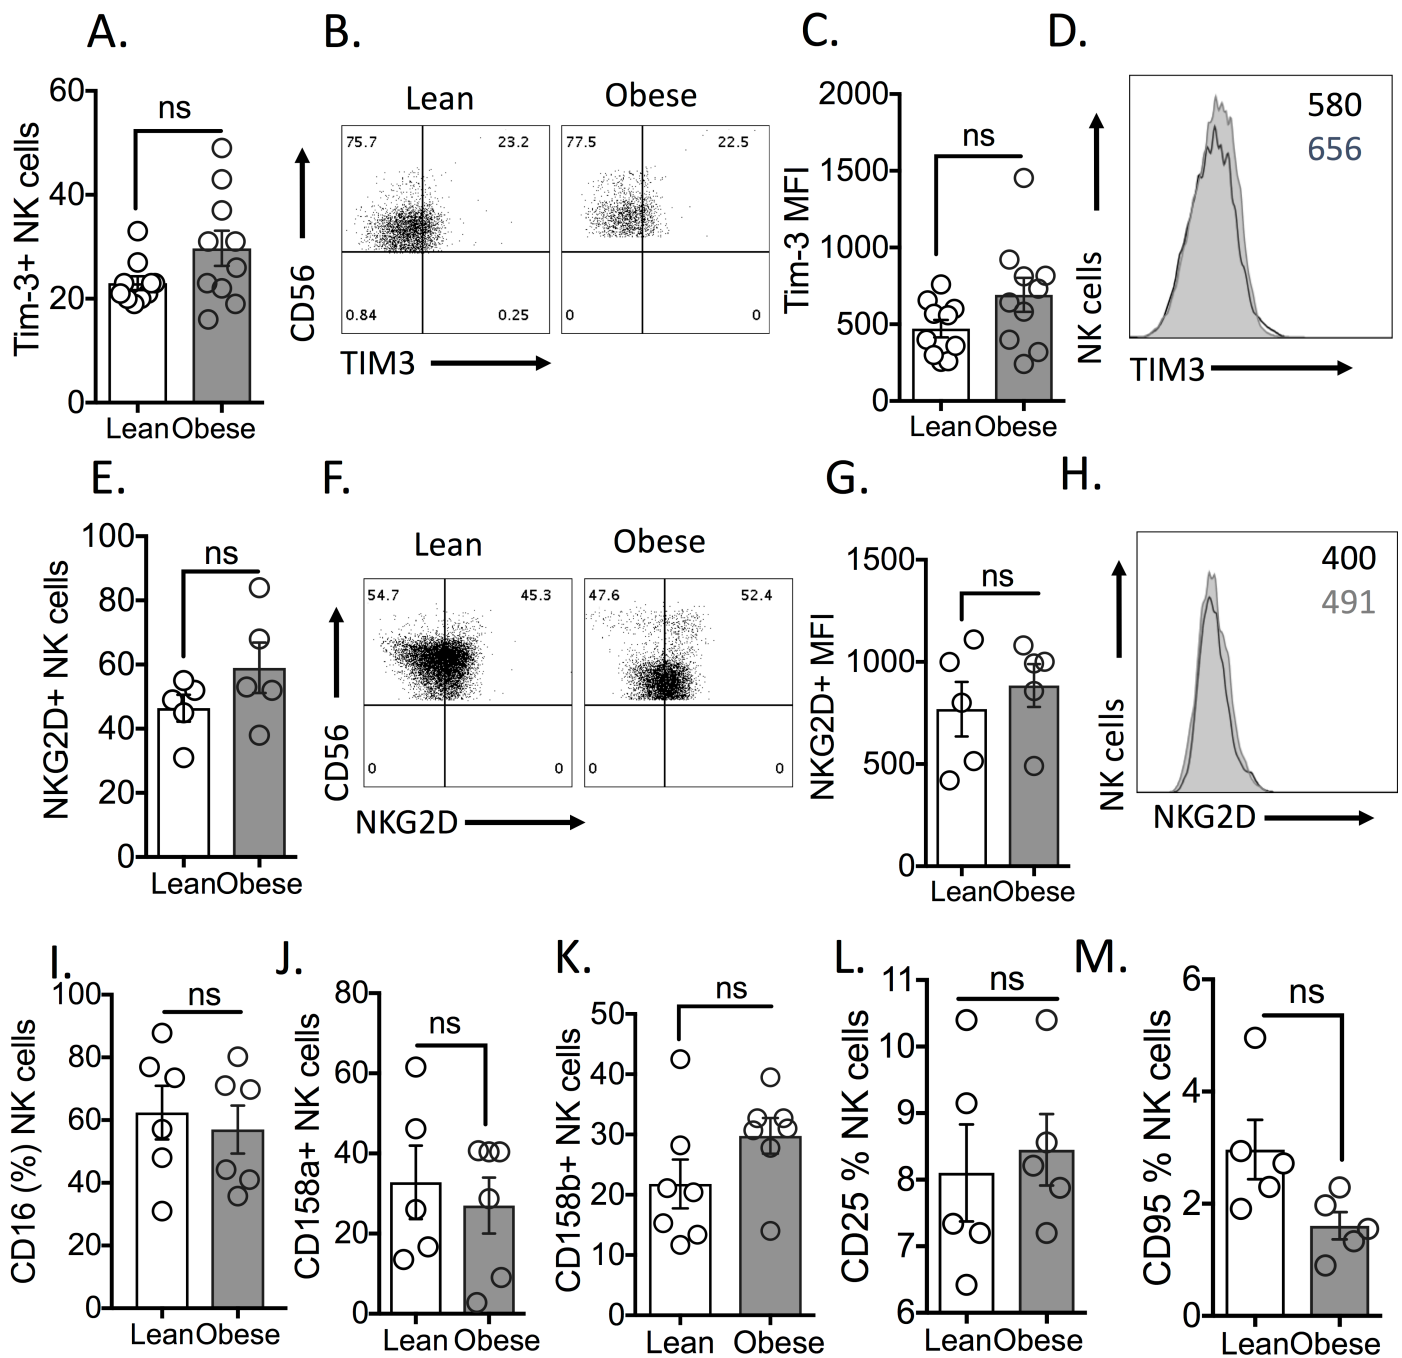 A.
B.
C.
D.
60
40
20
0
Tim-3+ NK cells
ns
Lean Obese
Lean
Obese
75.7
23.2
0.84
0.25
77.5
22.5
0
0
CD56
TIM3
2000
1500
1000
500
0
Tim-3 MFI
ns
Lean Obese
580
656
NK cells
TIM3
E.
F.
G.
H.
100
80
60
40
20
0
NKG2D+ NK cells
ns
Lean Obese
Lean
Obese
54.7
45.3
0
0
47.6
52.4
0
0
CD56
NKG2D
1500
1000
500
0
NKG2D+ MFI
ns
Lean Obese
400
491
NK cells
NKG2D
I.
J.
K.
L.
M.
100
80
60
40
20
0
CD16 (%) NK cells
ns
Lean Obese
80
60
40
20
0
CD158a+ NK cells
ns
Lean Obese
50
40
30
20
10
0
CD158b+ NK cells
ns
Lean Obese
11
10
9
8
7
6
CD25 % NK cells
ns
Lean Obese
6
4
2
0
CD95 % NK cells
ns
Lean Obese